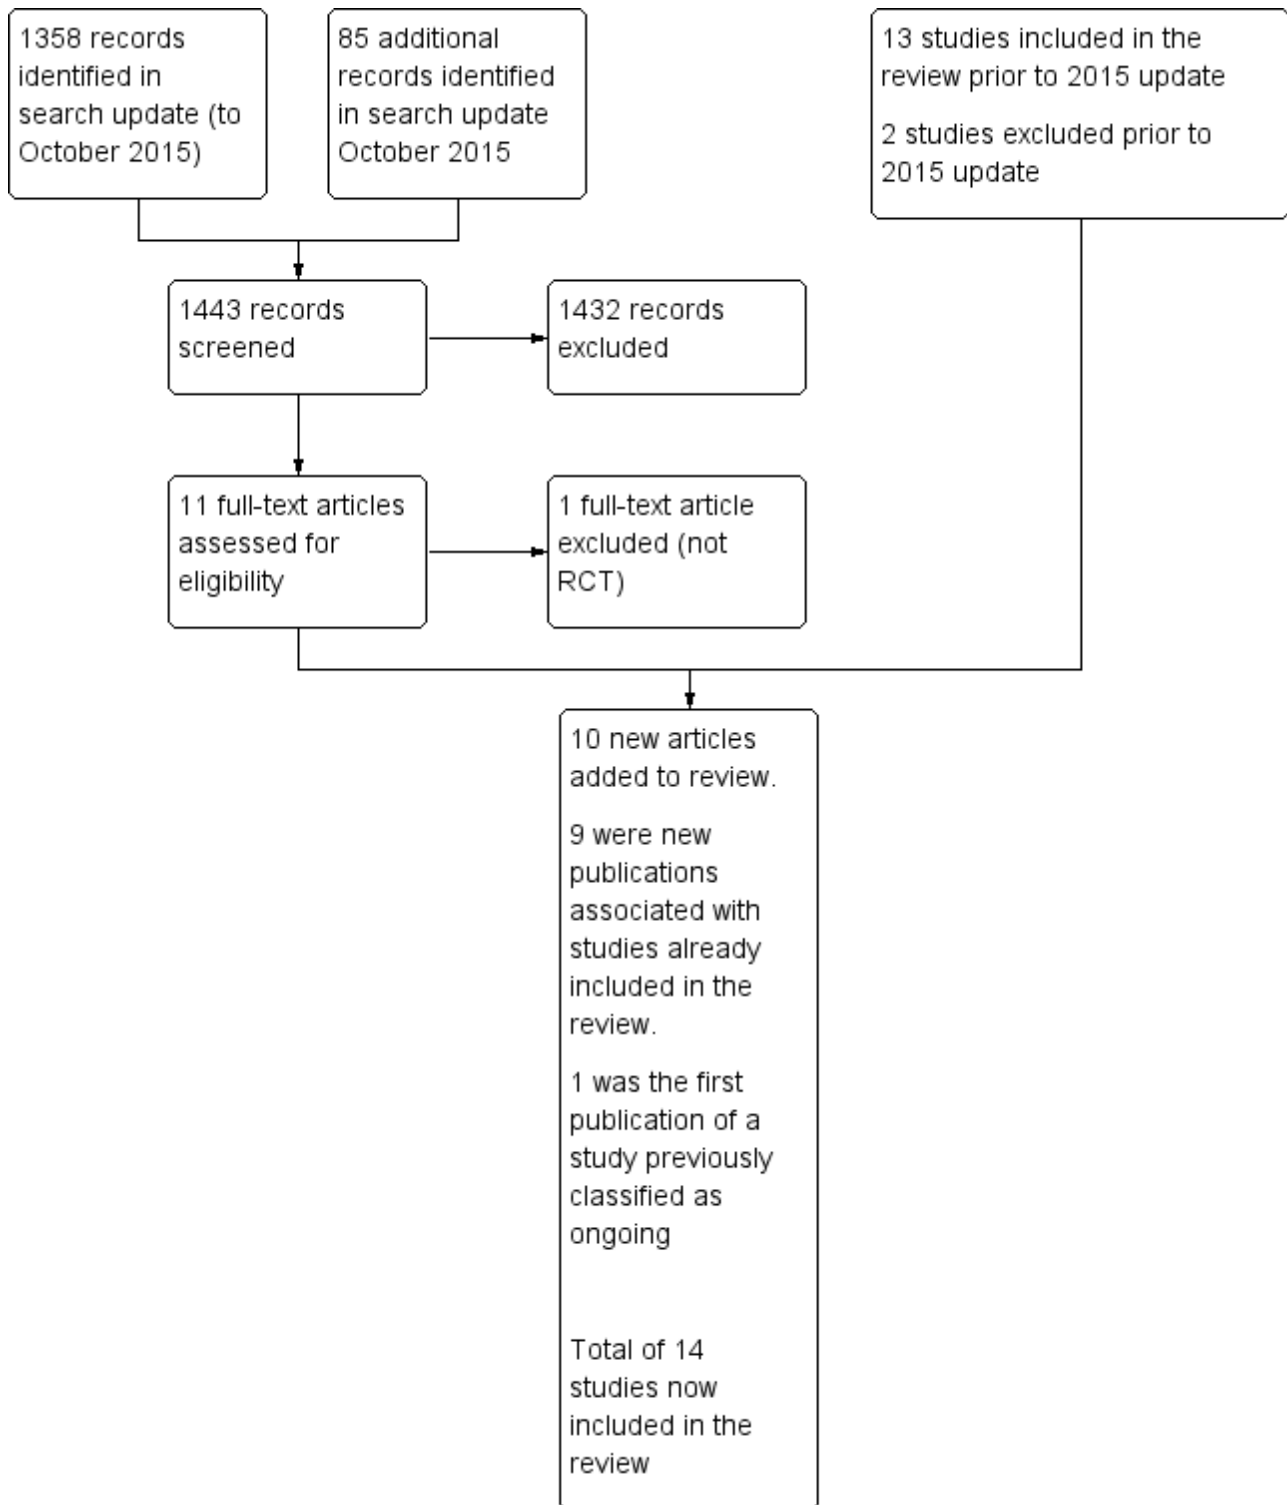 1358 records
identified in
search update (to
October 2015)
85 additional
records identified
in search update
October 2015
13 studies included in the
review prior to 2015 update
2 studies excluded prior to
2015 update
1443 records
screened
1432 records
excluded
11 full-text articles
assessed for
eligibility
1 full-text article
excluded (not
RCT)
10 new articles
added to review.
9 were new
publications
associated with
studies already
included in the
review.
1 was the first
publication of a
study previously
classified as
ongoing
Total of 14
studies now
included in the
review